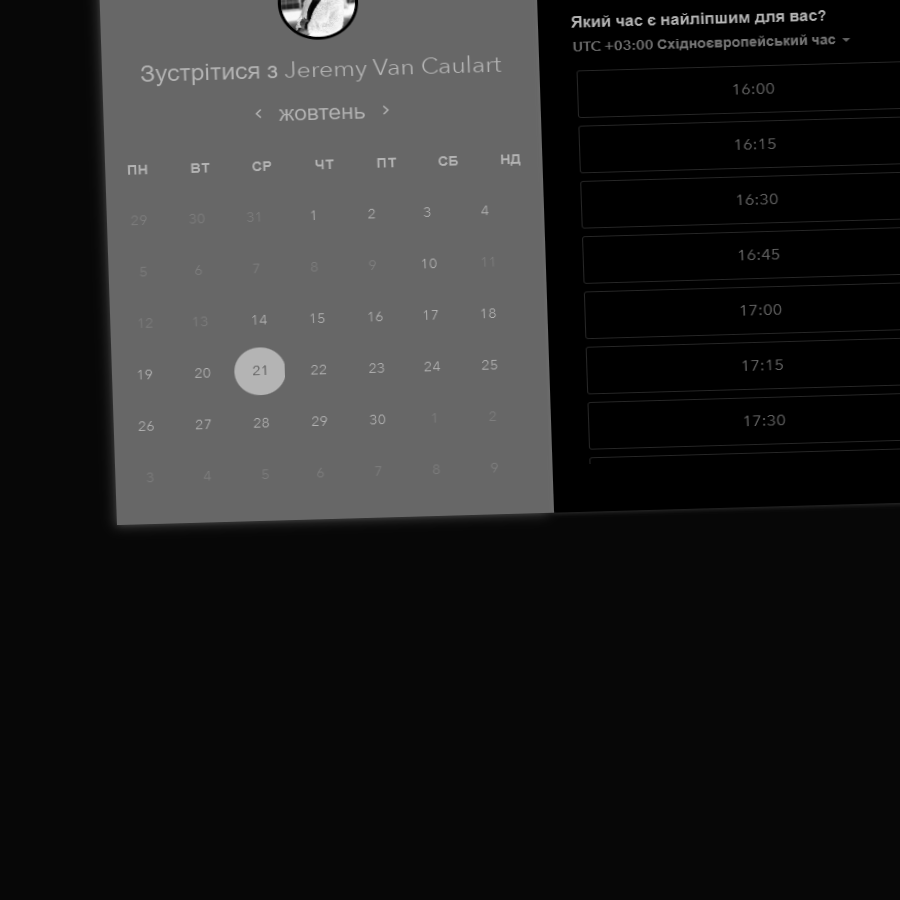 Зустрітися з Jeremy Van Caulart
‹ жовтень ›
ПН ВТ СР ЧТ ПТ СБ НД
29 30 31 1 2 3 4
5 6 7 8 9 10 11
12 13 14 15 16 17 18
19 20 21 22 23 24 25
26 27 28 29 30 1 2
3 4 5 6 7 8 9
Який час є найліпшим для вас?
UTC +03:00 Східноєвропейський час
16:00
16:15
16:30
16:45
17:00
17:15
17:30